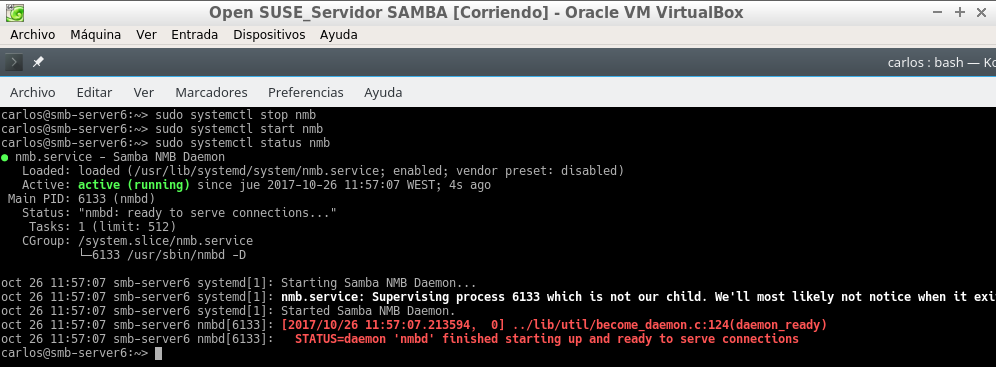 Open SUSE_Servidor SAMBA [Corriendo] - Oracle VM VirtualBox
Archivo Máquina Ver Entrada Dispositivos Ayuda
carlos : bash — Ko
Archivo Editar Ver Marcadores Preferencias Ayuda
carlos@smb-server6:~> sudo systemctl stop nmb
carlos@smb-server6:~> sudo systemctl start nmb
carlos@smb-server6:~> sudo systemctl status nmb
● nmb.service - Samba NMB Daemon
   Loaded: loaded (/usr/lib/systemd/system/nmb.service; enabled; vendor preset: disabled)
   Active: active (running) since jue 2017-10-26 11:57:07 WEST; 4s ago
 Main PID: 6133 (nmbd)
   Status: "nmbd: ready to serve connections..."
    Tasks: 1 (limit: 512)
   CGroup: /system.slice/nmb.service
           └─6133 /usr/sbin/nmbd -D
oct 26 11:57:07 smb-server6 systemd[1]: Starting Samba NMB Daemon...
oct 26 11:57:07 smb-server6 systemd[1]: nmb.service: Supervising process 6133 which is not our child. We'll most likely not notice when it exi
oct 26 11:57:07 smb-server6 systemd[1]: Started Samba NMB Daemon.
oct 26 11:57:07 smb-server6 nmbd[6133]: [2017/10/26 11:57:07.213594,  0] ../lib/util/become_daemon.c:124(daemon_ready)
oct 26 11:57:07 smb-server6 nmbd[6133]:   STATUS=daemon 'nmbd' finished starting up and ready to serve connections
carlos@smb-server6:~>